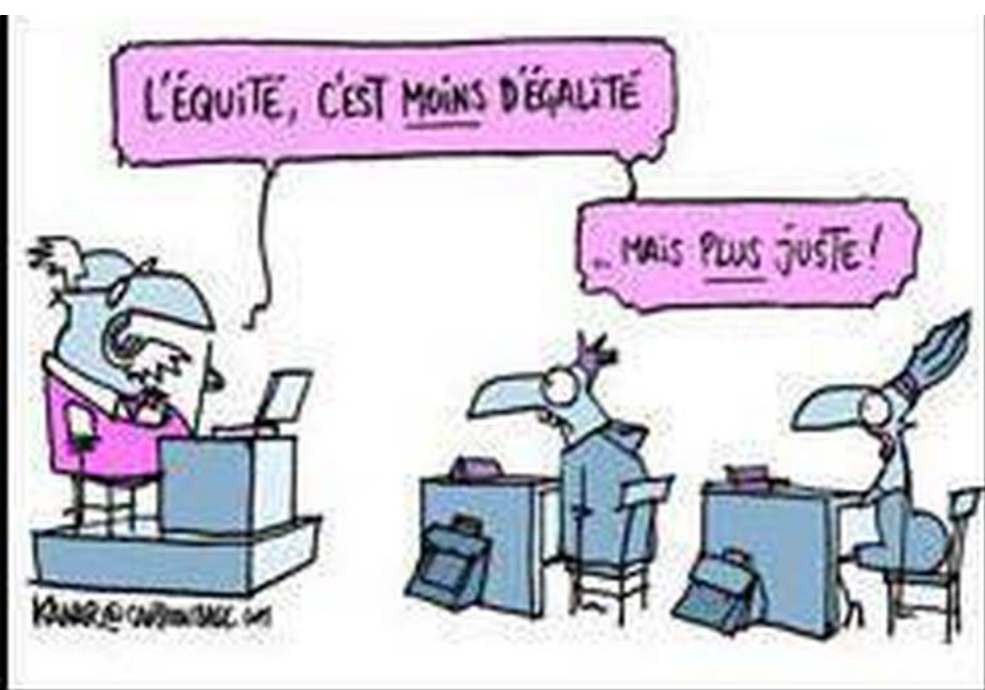 L'ÉQUITÉ, C'EST MOINS D'ÉGALITÉ
.. MAIS PLUS JUSTE!